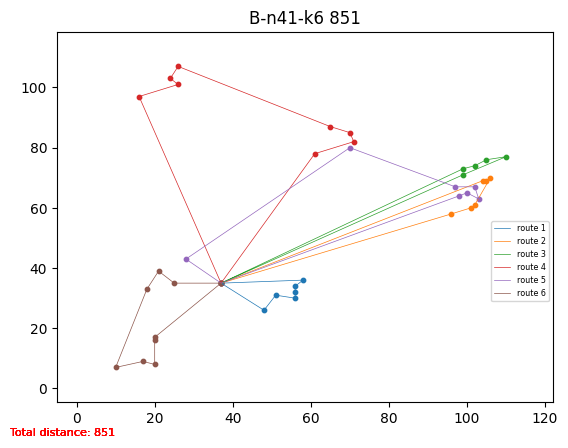 B-n41-k6 851
100
80
60
40
20
0
0 20 40 60 80 100 120
route 1
route 2
route 3
route 4
route 5
route 6
Total distance: 851